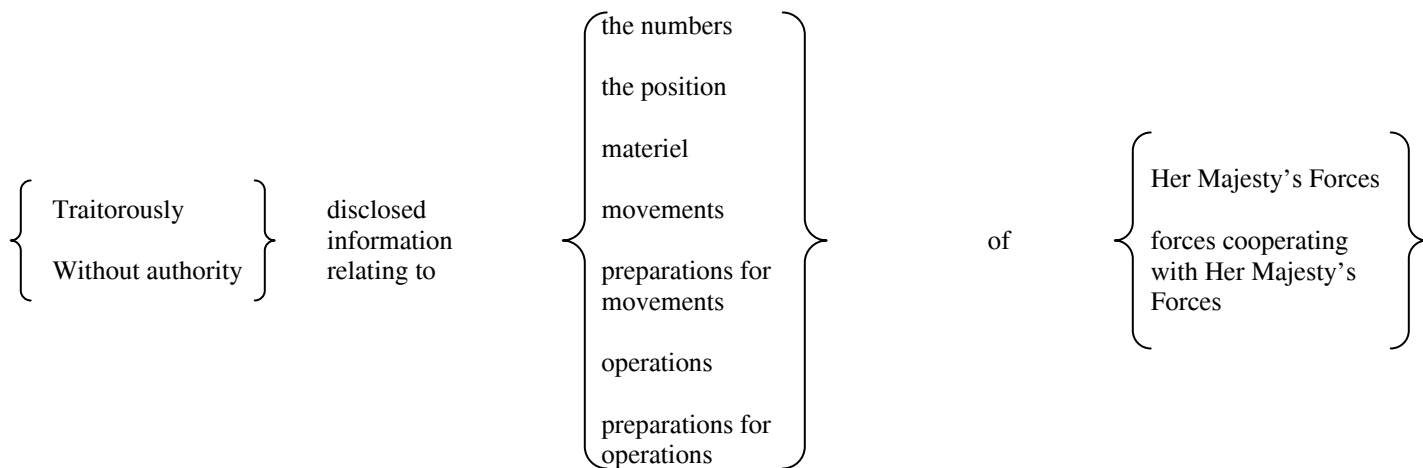 Traitorously
Without authority
disclosed
information
relating to
the numbers
the position
materiel
movements
preparations for
movements
operations
preparations for
operations
of
Her Majesty’s Forces
forces cooperating
with Her Majesty’s
Forces